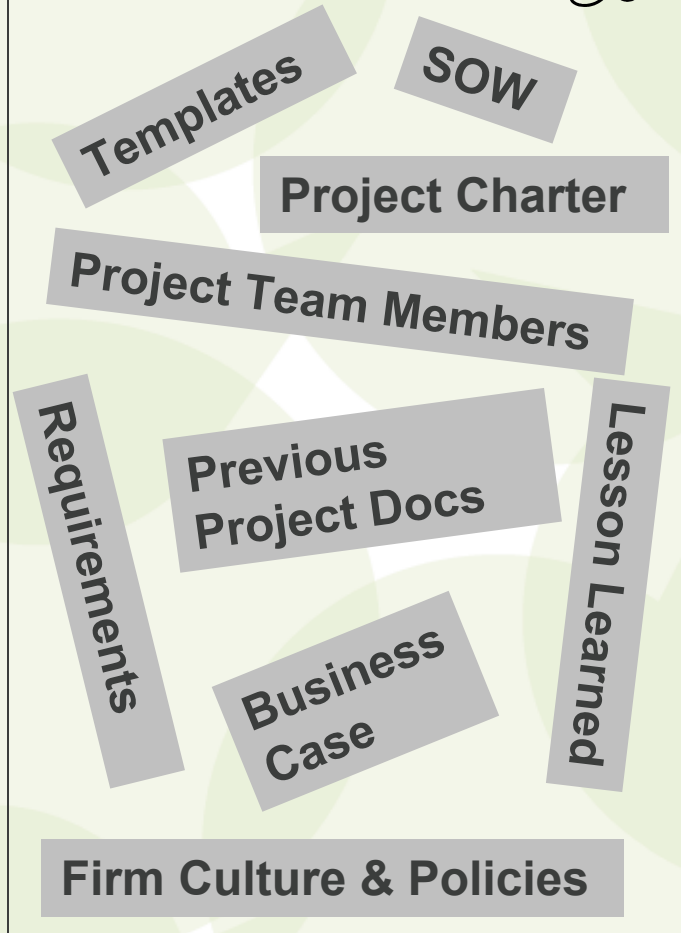 Templates
SOW
Project Charter
Project Team Members
Requirements
Previous
Project Docs
Lesson Learned
Business
Case
Firm Culture & Policies